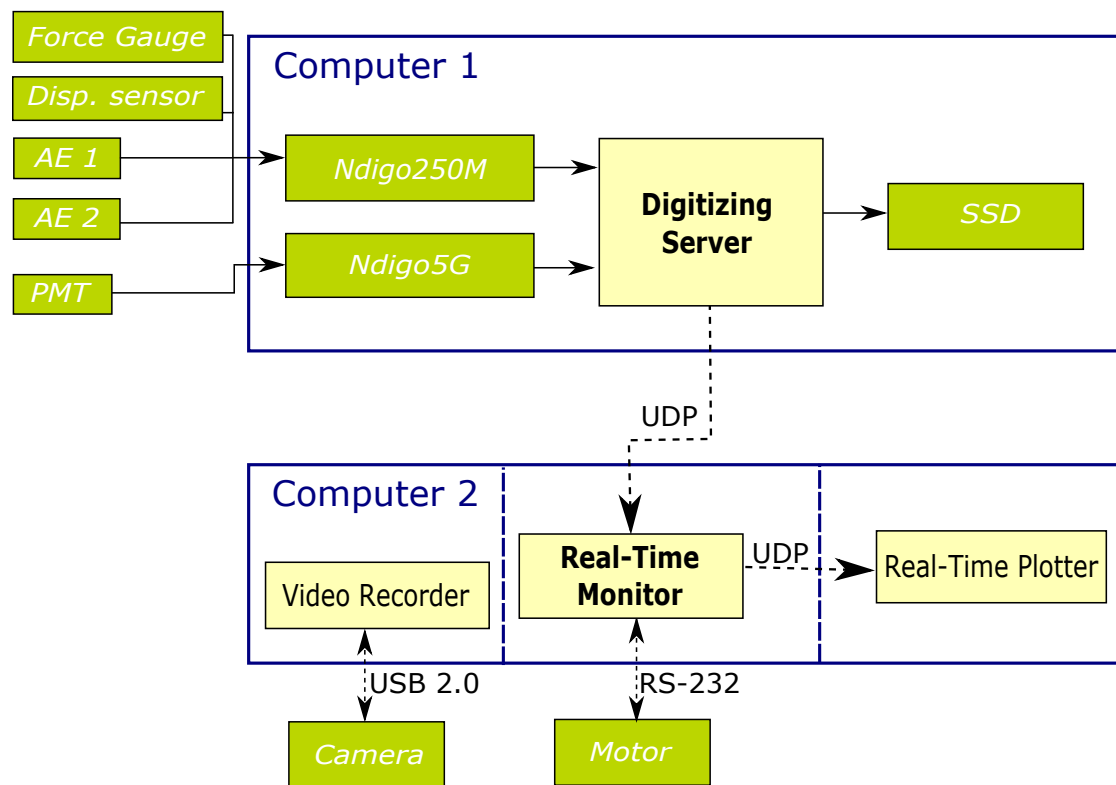 Force Gauge
Disp. sensor
AE 1
AE 2
PMT
Computer 1
Ndigo250M
Ndigo5G
Digitizing
Server
SSD
UDP
Computer 2
Video Recorder
Real-Time
Monitor
UDP
Real-Time Plotter
USB 2.0
RS-232
Camera
Motor